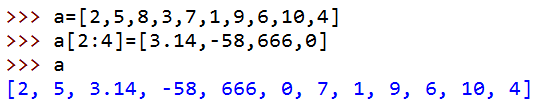 >>> a=[2,5,8,3,7,1,9,6,10,4]
>>> a[2:4]=[3.14,-58,666,0]
>>> a
[2, 5, 3.14, -58, 666, 0, 7, 1, 9, 6, 10, 4]